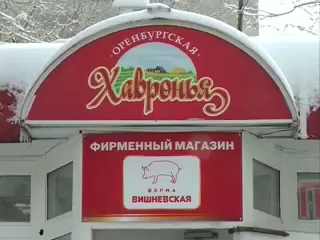 ОРЕНБУРГСКАЯ
Хавронья
ФИРМЕННЫЙ МАГАЗИН
ФЕРМА
ВИШНЕВСКАЯ